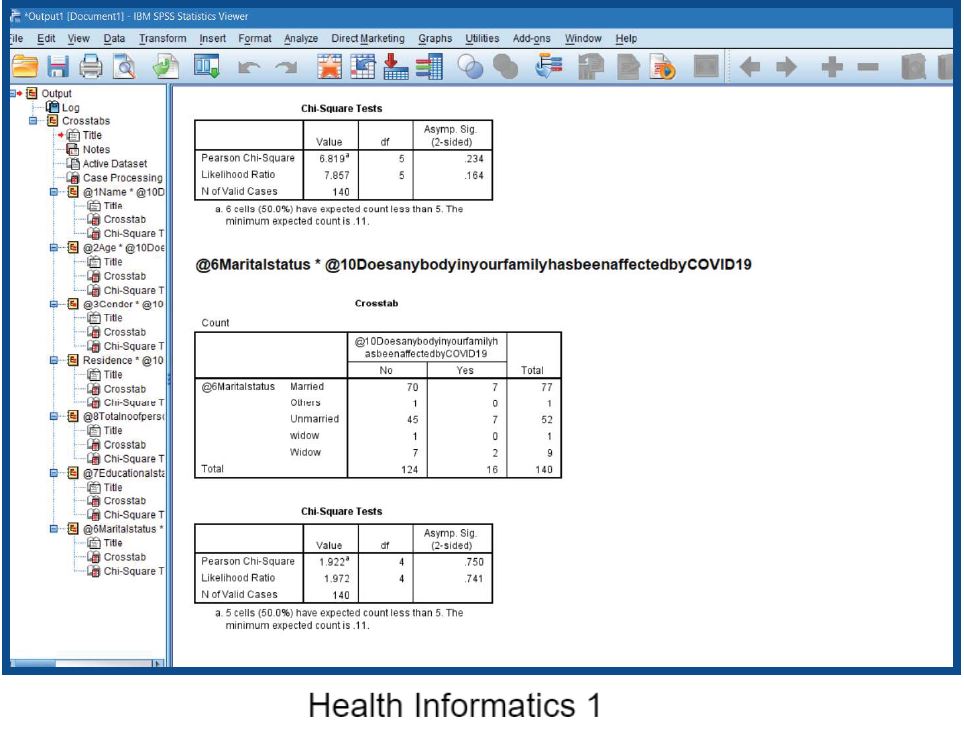 *Output1 [Document1] - IBM SPSS Statistics Viewer
File Edit View Data Transform Insert Format Analyze Direct Marketing Graphs Utilities Add-ons Window Help
Output
Log
Crosstabs
Title
Notes
Active Dataset
Case Processing
@1Name * @10D
Title
Crosstab
Chi-Square T
@2Age * @10Doe
Title
Crosstab
Chi-Square T
@3Gender * @10
Title
Crosstab
Chi-Square T
Residence * @10
Title
Crosstab
Chi-Square T
@8Totalnoofperso
Title
Crosstab
Chi-Square T
@7Educationalsta
Title
Crosstab
Chi-Square T
@6Maritalstatus *
Title
Crosstab
Chi-Square T
Chi-Square Tests
Value df Asymp. Sig. (2-sided)
Pearson Chi-Square 6.819a 5 .234
Likelihood Ratio 7.857 5 .164
N of Valid Cases 140
a. 6 cells (50.0%) have expected count less than 5. The
minimum expected count is .11.
@6Maritalstatus * @10DoesanybodyinyourfamilyhasbeenaffectedbyCOVID19
Crosstab
Count
@10Doesanybodyinyourfamilyh
asbeenaffectedbyCOVID19
No Yes Total
@6Maritalstatus Married 70 7 77
Others 1 0 1
Unmarried 45 7 52
widow 1 0 1
Widow 7 2 9
Total 124 16 140
Chi-Square Tests
Value df Asymp. Sig. (2-sided)
Pearson Chi-Square 1.922a 4 .750
Likelihood Ratio 1.972 4 .741
N of Valid Cases 140
a. 5 cells (50.0%) have expected count less than 5. The
minimum expected count is .11.
Health Informatics 1